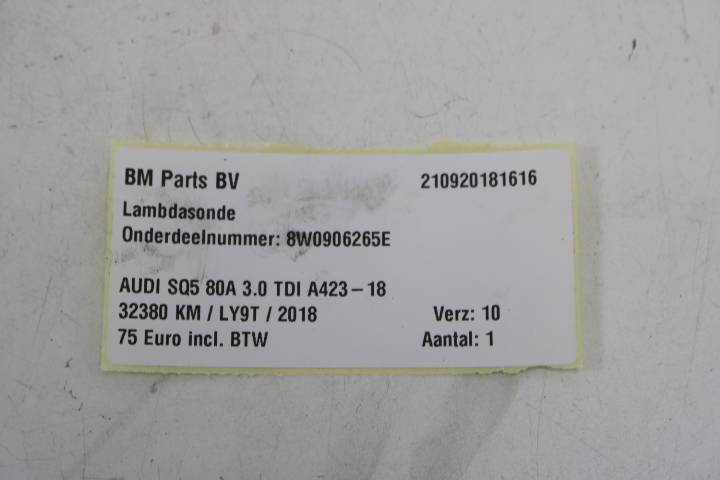 BM Parts BV 210920181616
Lambdasonde
Onderdeelnummer: 8W0906265E
AUDI SQ5 80A 3.0 TDI A423-18
32380 KM / LY9T / 2018 Verz: 10
75 Euro incl. BTW Aantal: 1